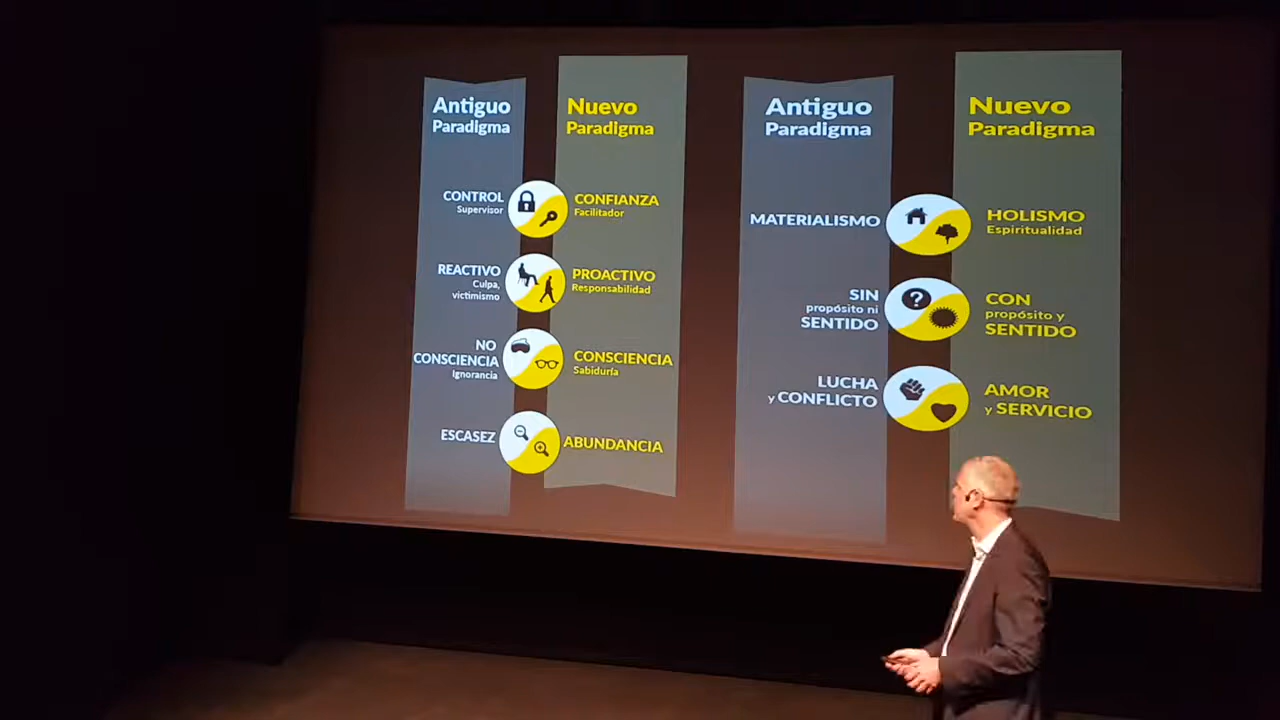 Antiguo
Paradigma
Nuevo
Paradigma
CONTROL
Supervisor
CONFIANZA
Facilitador
REACTIVO
Culpa,
victimismo
PROACTIVO
Responsabilidad
NO
CONSCIENCIA
Ignorancia
CONSCIENCIA
Sabiduría
ESCASEZ
ABUNDANCIA
Antiguo
Paradigma
Nuevo
Paradigma
MATERIALISMO
HOLISMO
Espiritualidad
SIN
propósito ni
SENTIDO
?
CON
propósito y
SENTIDO
LUCHA
y CONFLICTO
AMOR
y SERVICIO